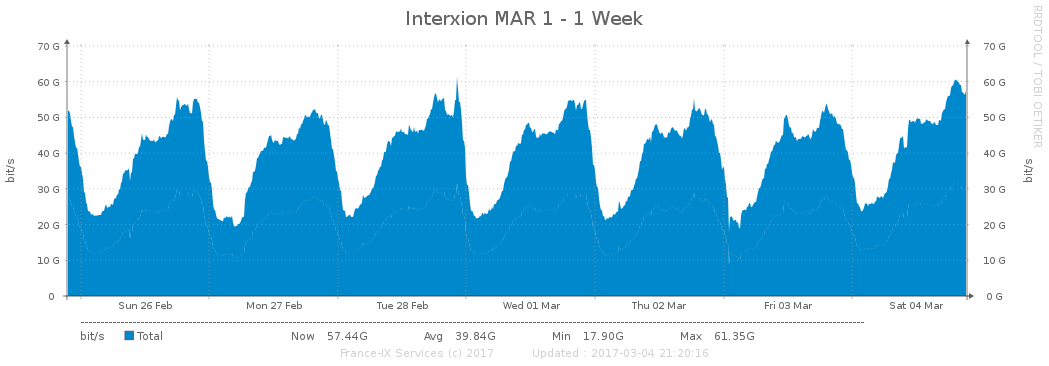 Interxion MAR 1 - 1 Week
RRDTOOL / TOBI OETIKER
70 G 70 G
60 G 60 G
50 G 50 G
40 G 40 G
30 G 30 G
20 G 20 G
10 G 10 G
0 0 G
bit/s
bit/s
Sun 26 Feb Mon 27 Feb Tue 28 Feb Wed 01 Mar Thu 02 Mar Fri 03 Mar Sat 04 Mar
bit/s Total Now 57.44G Avg 39.84G Min 17.90G Max 61.35G
France-IX Services (c) 2017 Updated : 2017-03-04 21:20:16